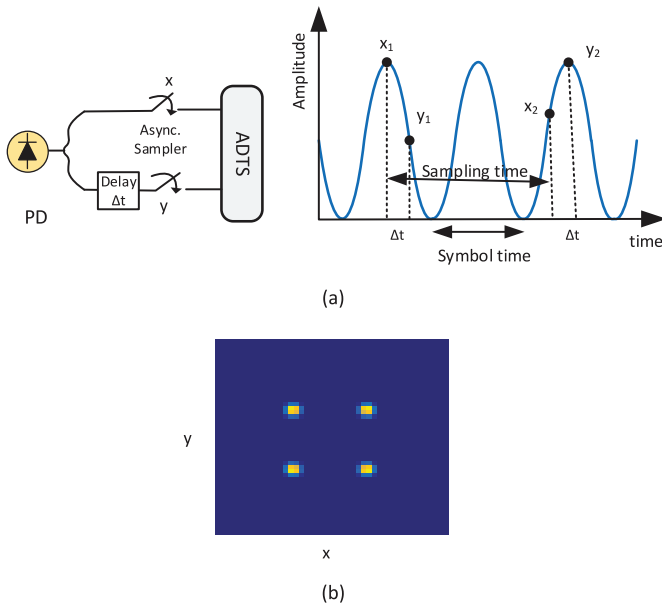 x
Async.
Sampler
Delay
Δt
y
PD
ADTS
Amplitude
x1
y1
x2
y2
Sampling time
Δt
Δt
time
Symbol time
(a)
y
x
(b)